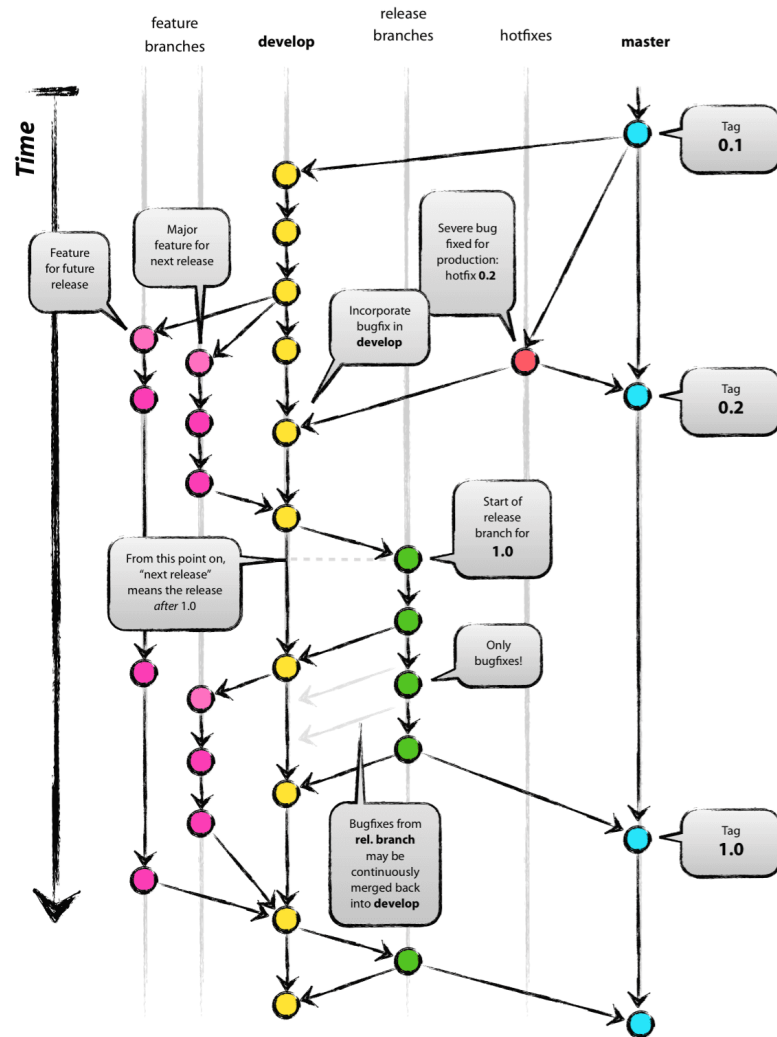 feature
branches
develop
release
branches
hotfixes
master
Time
Tag
0.1
Major
feature for
next release
Feature
for future
release
Severe bug
fixed for
production:
hotfix 0.2
Incorporate
bugfix in
develop
Tag
0.2
Start of
release
branch for
1.0
From this point on,
“next release”
means the release
after 1.0
Only
bugfixes!
Bugfixes from
rel. branch
may be
continuously
merged back
into develop
Tag
1.0